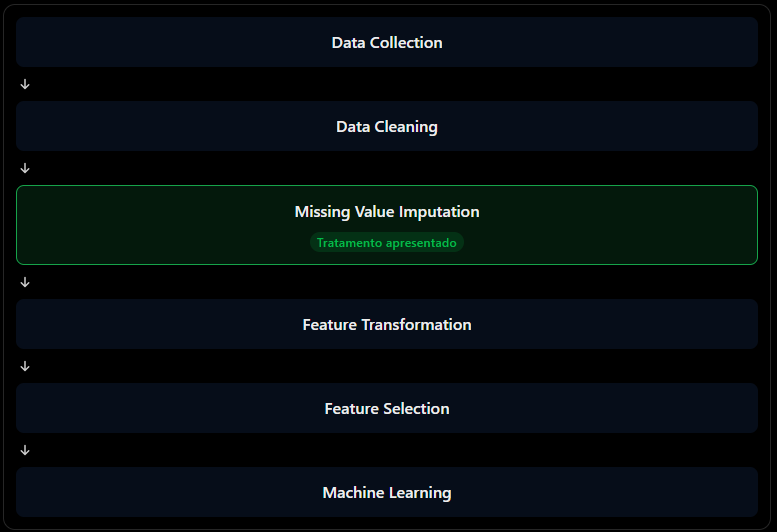 Data Collection
Data Cleaning
Missing Value Imputation
Tratamento apresentado
Feature Transformation
Feature Selection
Machine Learning